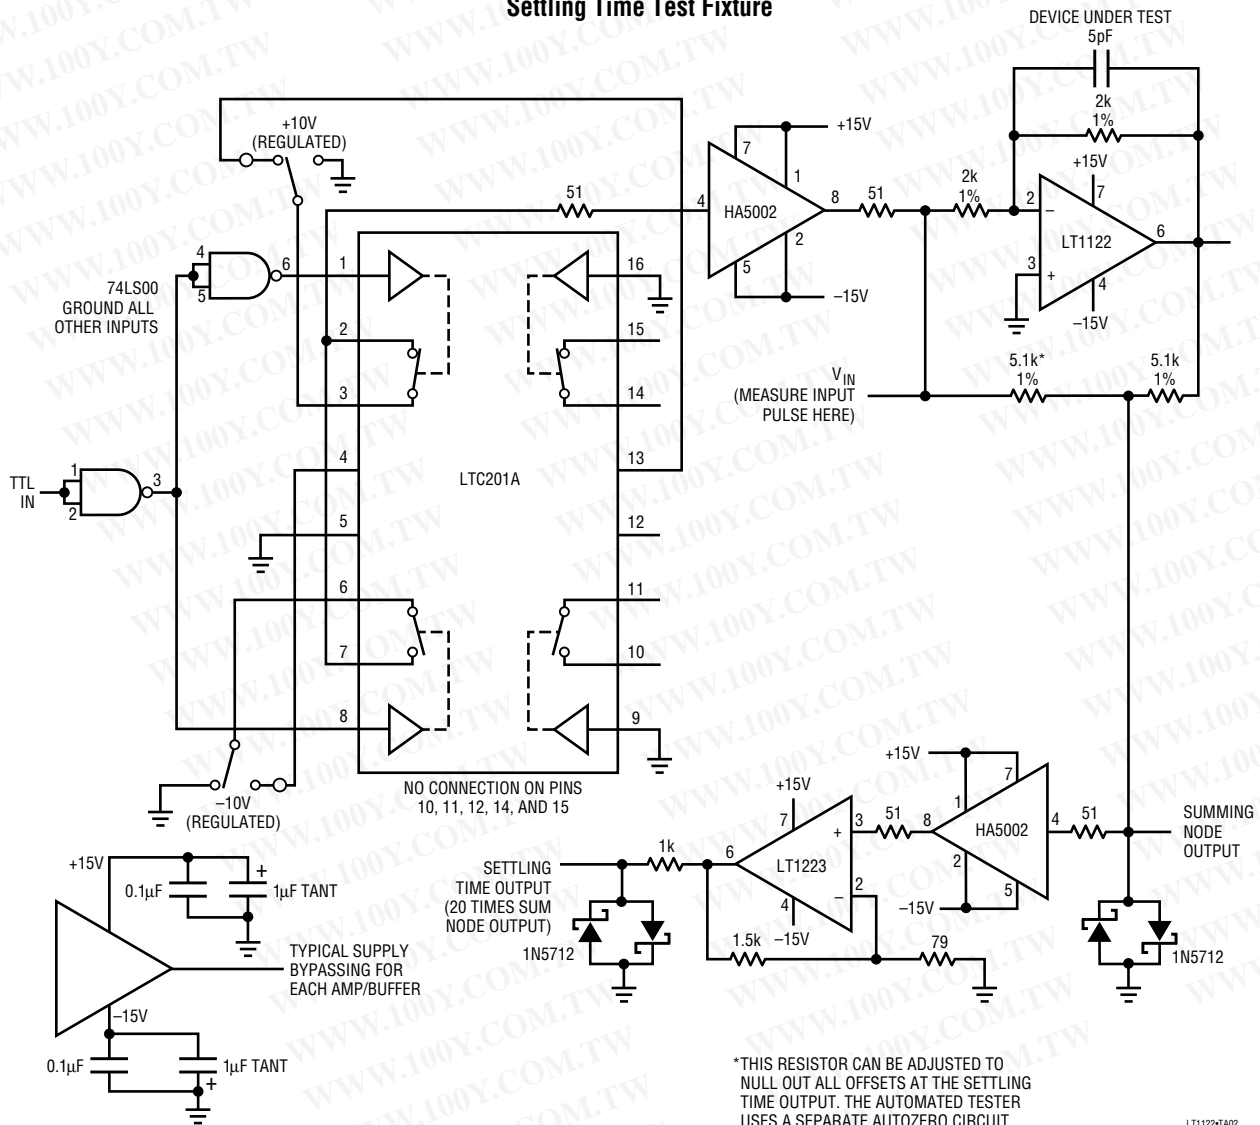 Settling Time Test Fixture
DEVICE UNDER TEST
5pF
2k
1%
+15V
7
2
–
LT1122
6
3
+
4
–15V
+10V
(REGULATED)
51
4
7
+15V
1
HA5002
8
2
5
–15V
51
2k
1%
74LS00
GROUND ALL
OTHER INPUTS
4
5
6
1
16
2
15
3
14
4
13
LTC201A
5
12
6
11
7
10
8
9
TTL
IN
1
2
3
VIN
(MEASURE INPUT
PULSE HERE)
5.1k*
1%
5.1k
1%
–10V
(REGULATED)
NO CONNECTION ON PINS
10, 11, 12, 14, AND 15
+15V
7
1
HA5002
8
4
2
5
–15V
51
51
SUMMING
NODE
OUTPUT
1N5712
+15V
7
3
+
LT1223
6
2
–
4
–15V
1k
1.5k
79
SETTLING
TIME OUTPUT
(20 TIMES SUM
NODE OUTPUT)
1N5712
+15V
0.1µF
+
1µF TANT
TYPICAL SUPPLY
BYPASSING FOR
EACH AMP/BUFFER
–15V
0.1µF
1µF TANT
+
*THIS RESISTOR CAN BE ADJUSTED TO
NULL OUT ALL OFFSETS AT THE SETTLING
TIME OUTPUT. THE AUTOMATED TESTER
USES A SEPARATE AUTOZERO CIRCUIT
LT1122•TA02
WWW.100Y.COM.TW